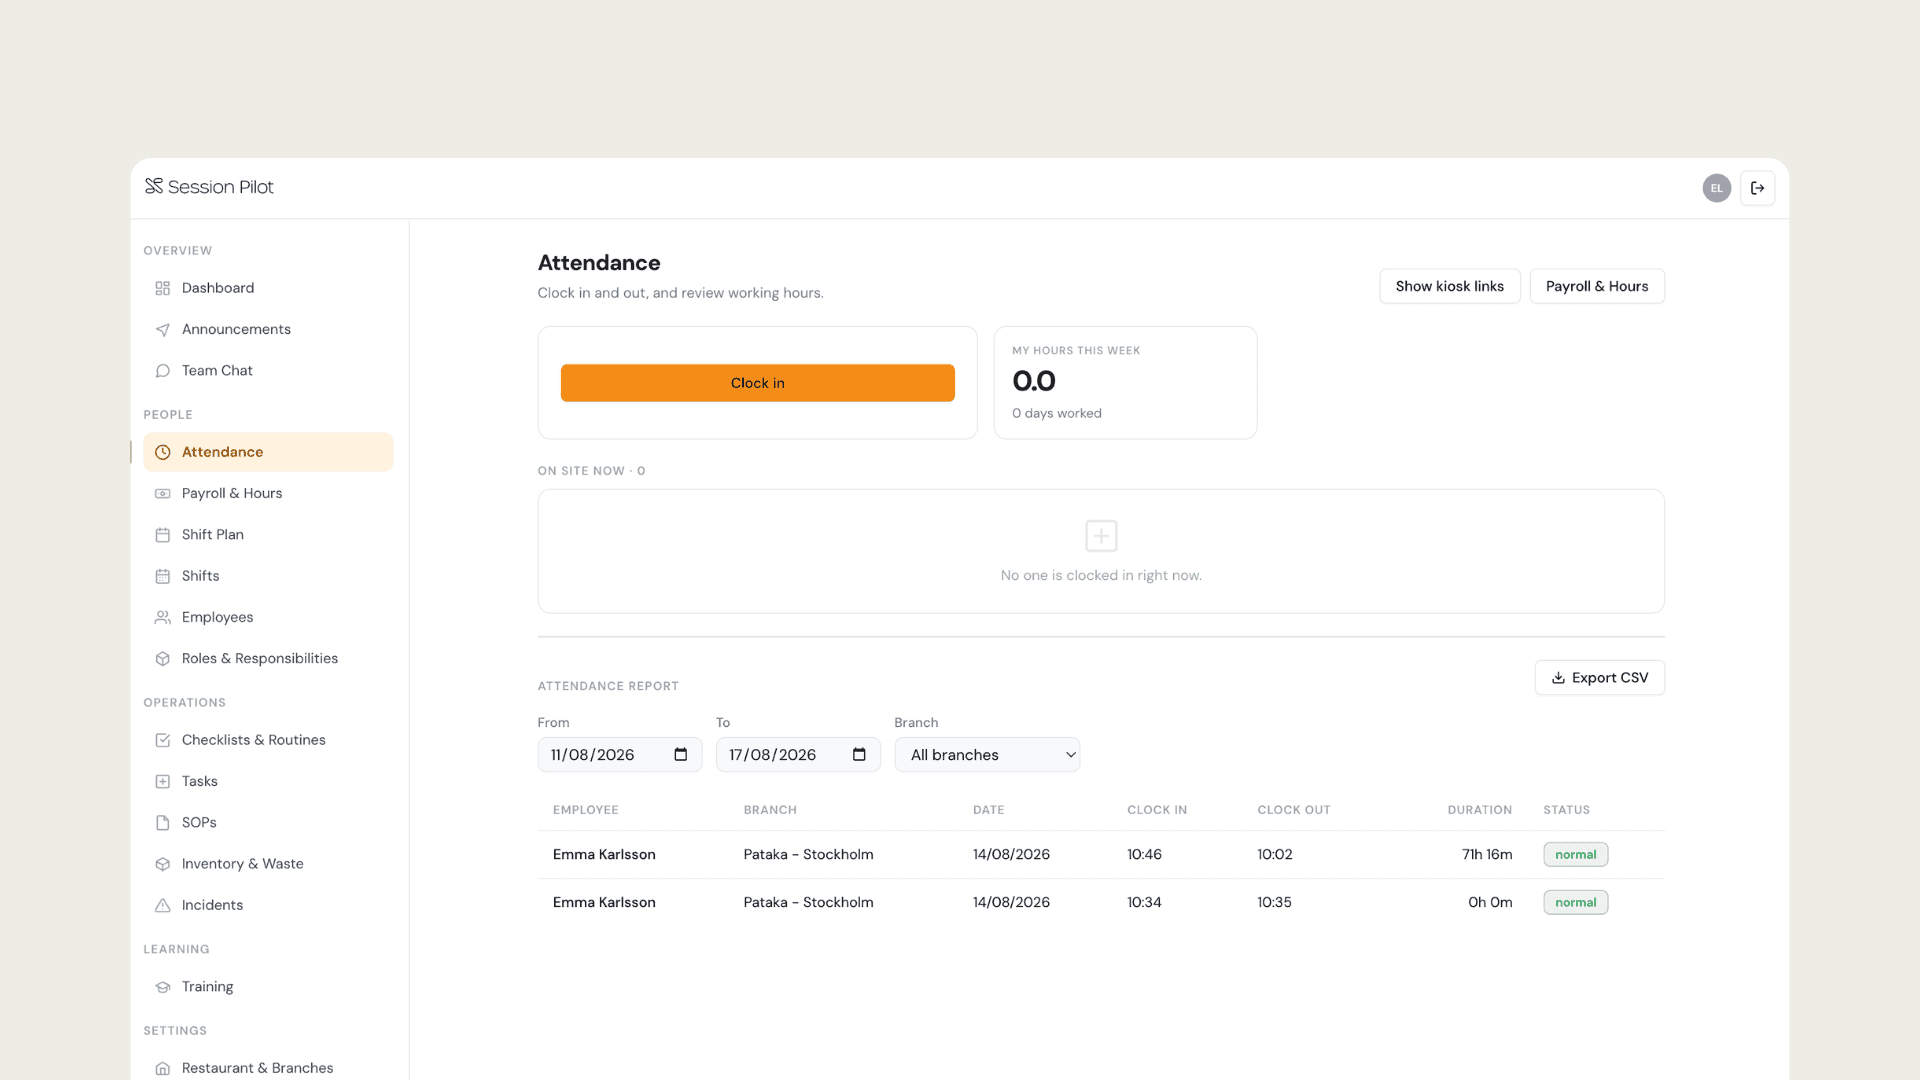 Session Pilot
EL
OVERVIEW
Dashboard
Announcements
Team Chat
PEOPLE
Attendance
Payroll & Hours
Shift Plan
Shifts
Employees
Roles & Responsibilities
OPERATIONS
Checklists & Routines
Tasks
SOPs
Inventory & Waste
Incidents
LEARNING
Training
SETTINGS
Restaurant & Branches
Attendance
Clock in and out, and review working hours.
Show kiosk links
Payroll & Hours
Clock in
MY HOURS THIS WEEK
0.0
0 days worked
ON SITE NOW · 0
No one is clocked in right now.
ATTENDANCE REPORT
Export CSV
From To Branch
11/08/2026 17/08/2026 All branches
EMPLOYEE BRANCH DATE CLOCK IN CLOCK OUT DURATION STATUS
Emma Karlsson Pataka - Stockholm 14/08/2026 10:46 10:02 71h 16m normal
Emma Karlsson Pataka - Stockholm 14/08/2026 10:34 10:35 0h 0m normal